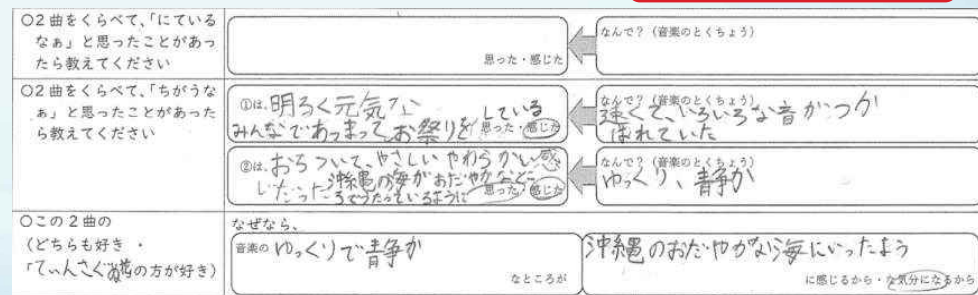 ○2曲をくらべて、「にている
なぁ」と思ったことがあっ
たら教えてください
思った・感じた
なんで?(音楽のとくちょう)
○2曲をくらべて、「ちがうな
ぁ」と思ったことがあった
ら教えてください
①は、明るく元気な
みんなであつまってお祭りを している
思った・感じた
なんで?(音楽のとくちょう)
速くて、いろいろな音がつか
われていた
②は、おちついて、やさしいやわらかい感
じだった 沖縄の海がおだやかなとこ
ろでうたっているように
思った・感じた
なんで?(音楽のとくちょう)
ゆっくり、静か
○この2曲の
(どちらも好き ・
「てぃんさぐぬ花の方が好き)
なぜなら、
音楽の ゆっくりで静か
なところが
沖縄のおだやかな海にいったよう
に感じるから・な気分になるから